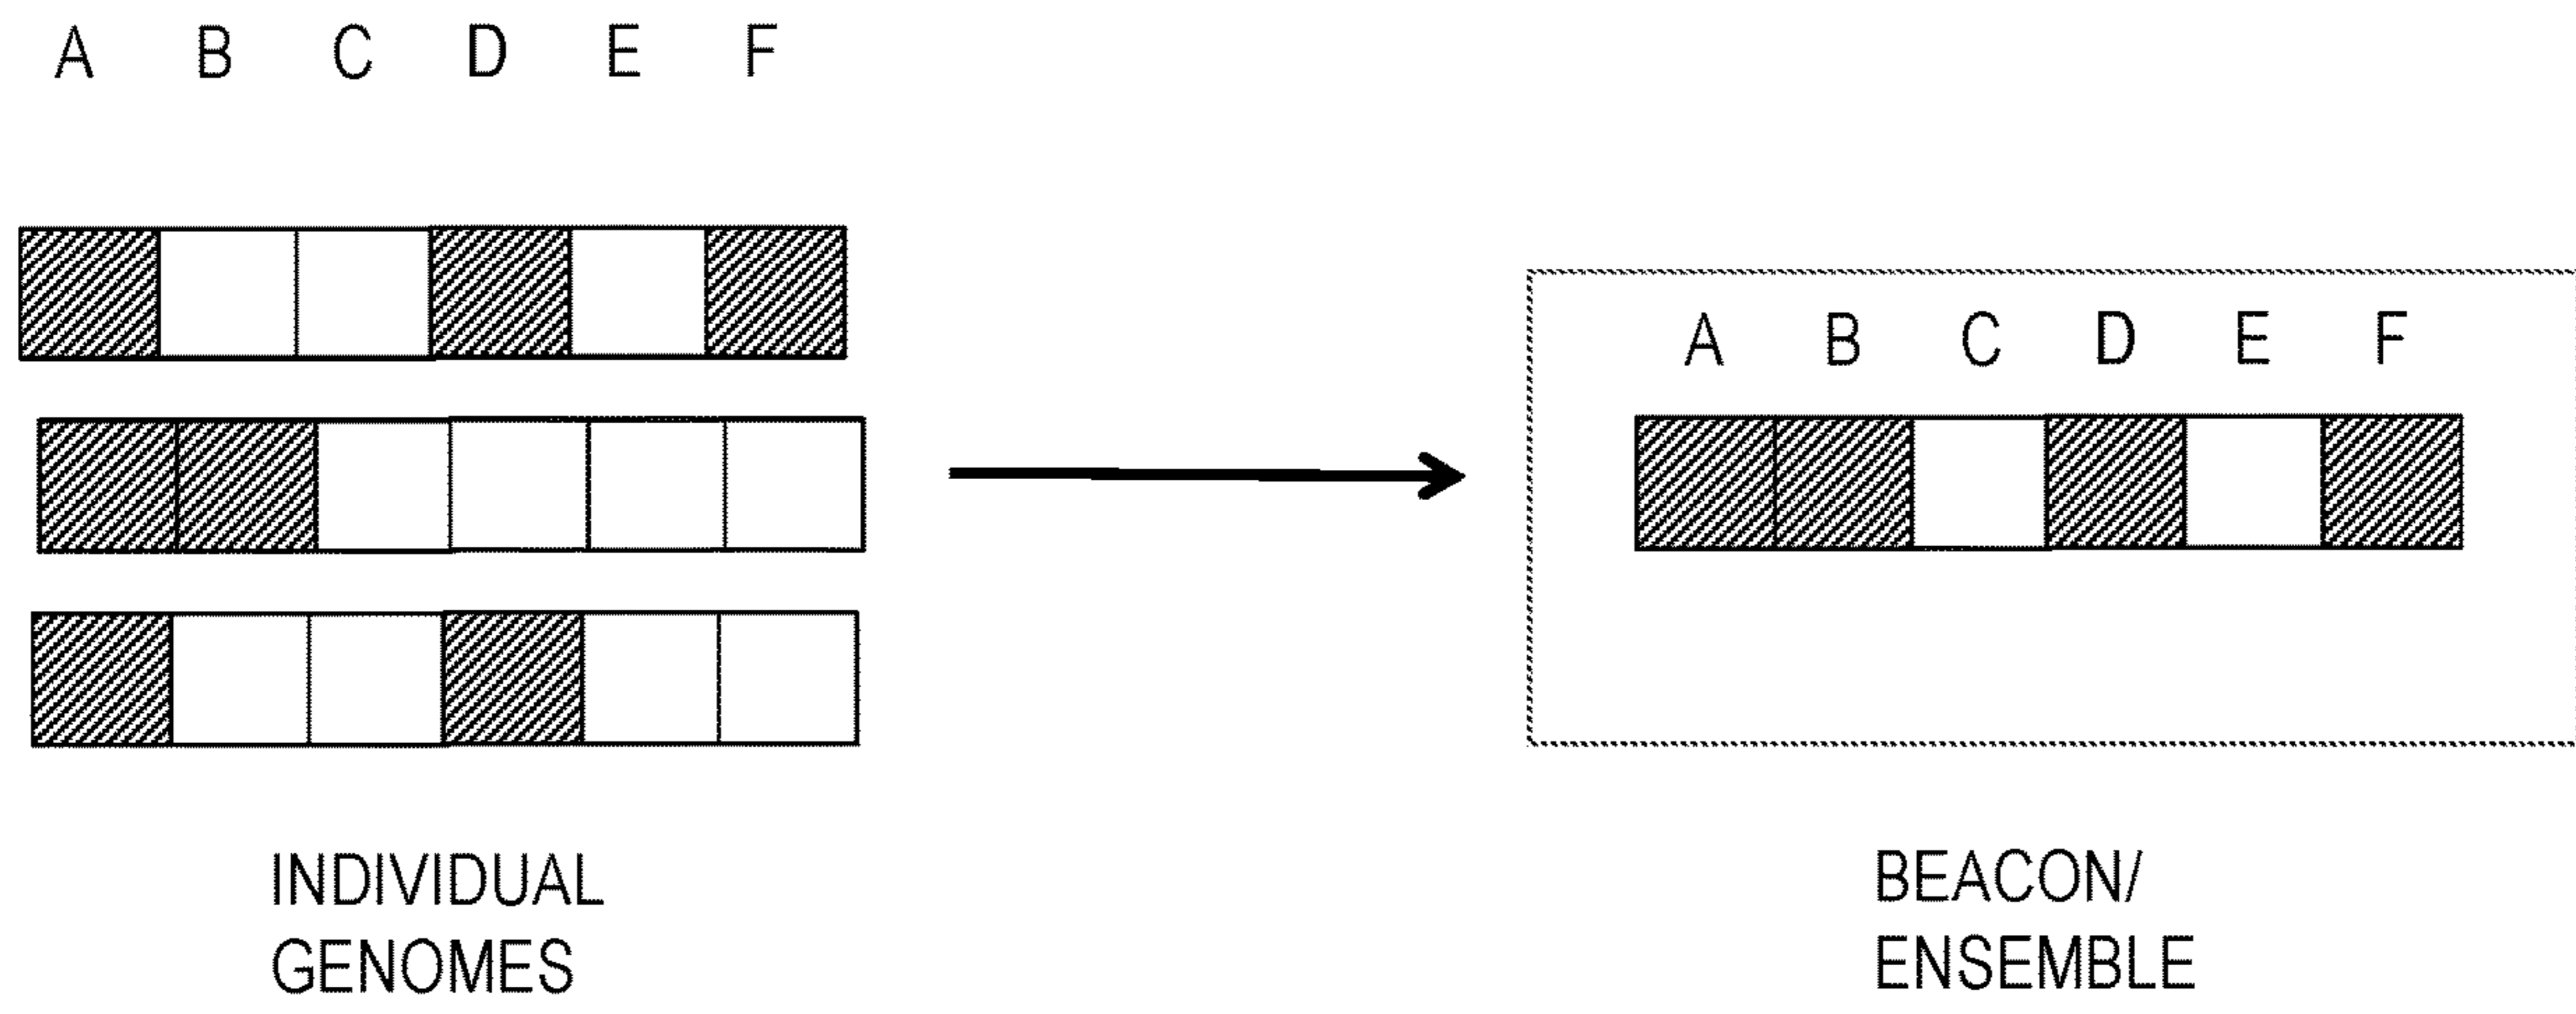 A B C D E F
A B C D E F
INDIVIDUAL
GENOMES
BEACON/
ENSEMBLE